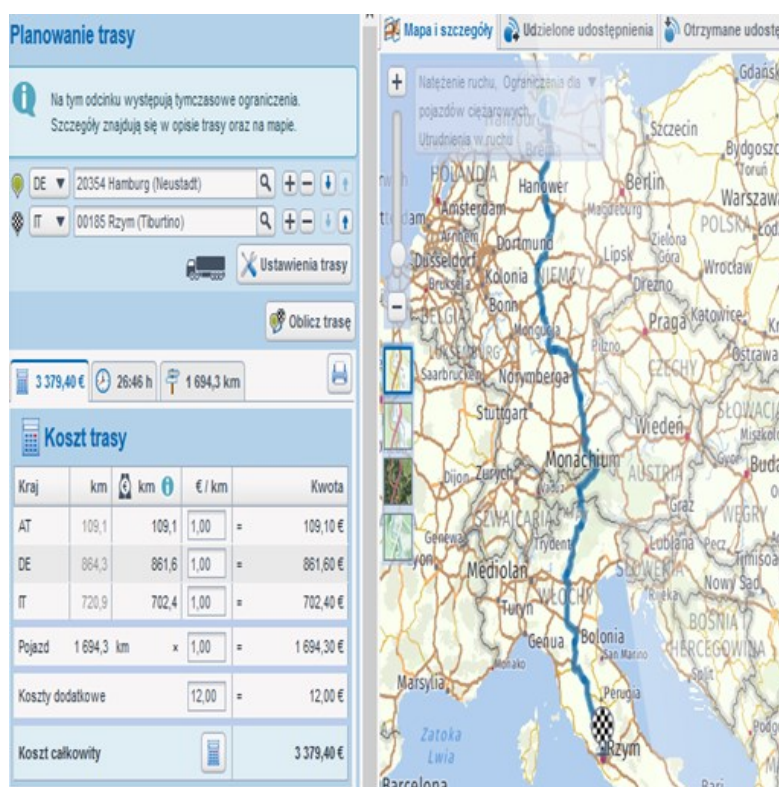 Planowanie trasy
Na tym odcinku występują tymczasowe ograniczenia.
Szczegóły znajdują się w opisie trasy oraz na mapie.
DE 20354 Hamburg (Neustadt)
IT 00185 Rzym (Tiburtino)
Ustawienia trasy
Oblicz trasę
3 379,40 € 26:46 h 1 694,3 km
Koszt trasy
Kraj km km € / km Kwota
AT 109,1 109,1 1,00 = 109,10 €
DE 864,3 861,6 1,00 = 861,60 €
IT 720,9 702,4 1,00 = 702,40 €
Pojazd 1 694,3 km x 1,00 = 1 694,30 €
Koszty dodatkowe 12,00 = 12,00 €
Koszt całkowity 3 379,40 €
Mapa i szczegóły Udzielone udostępnienia Otrzymane udostę
Natężenie ruchu, Ograniczenia dla
pojazdów ciężarowych,
Utrudnienia w ruchu
Gdańsk
Szczecin
Bydgoszcz
Toruń
HOLANDIA
Hanower
Berlin
Warszawa
Amsterdam
Magdeburg
POLSKA
Łódź
Arnhem
Dortmund
Lipsk
Zielona
Góra
Wrocław
Düsseldorf
Kolonia
NIEMCY
Drezno
Bruksela
Bonn
BELGIA
Moguncja
Praga
Katowice
Pilzno
Ostrawa
LUKSEMBURG
CZECHY
Saarbrücken
Norymberga
Stuttgart
Wiedeń
SŁOWAC
Miszkol
Monachium
Győr
Buda
Dijon
Zurych
Vaduz
AUSTRIA
Graz
WĘGRY
SZWAJCARIA
Genewa
Trydent
Lublana
Pecz
Timisoa
Mediolan
SŁOWENIA
Nowy Sad
Turyn
WŁOCHY
Rijeka
BOŚNIA
Genua
Bolonia
HERCEGOWINA
San Marino
Monako
Split
Marsylia
Perugia
Zatoka
Lwia
Rzym
Barcelona
Bari